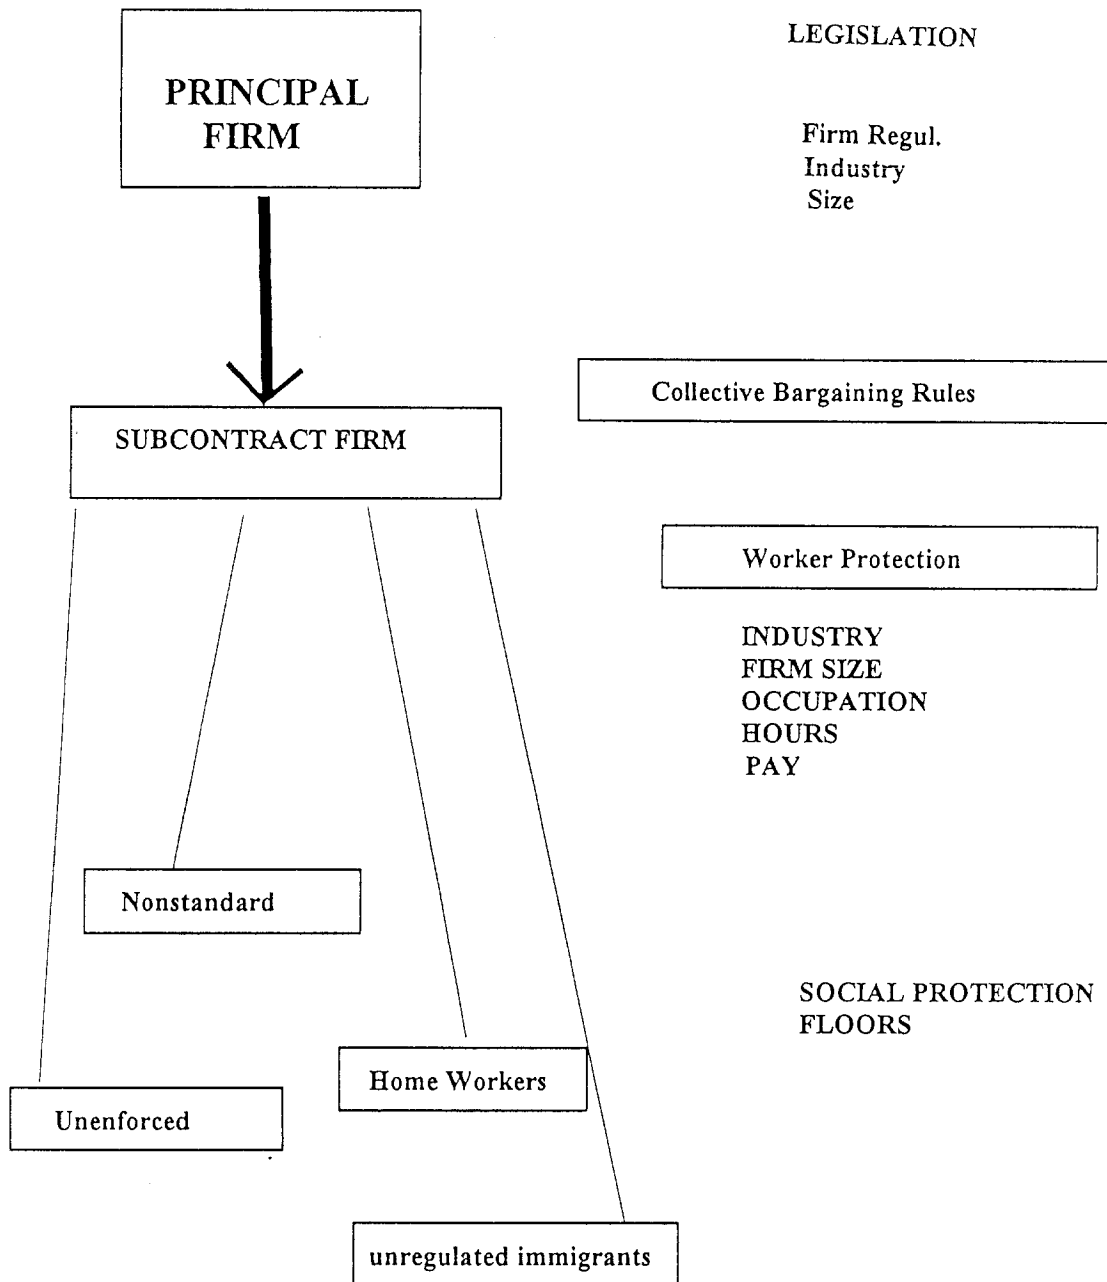 PRINCIPAL
FIRM
LEGISLATION
Firm Regul.
Industry
Size
Collective Bargaining Rules
SUBCONTRACT FIRM
Worker Protection
INDUSTRY
FIRM SIZE
OCCUPATION
HOURS
PAY
Nonstandard
SOCIAL PROTECTION
FLOORS
Home Workers
Unenforced
unregulated immigrants